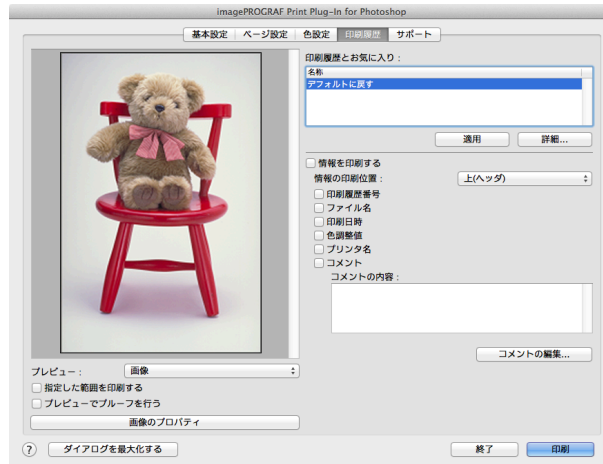 imagePROGRAF Print Plug-In for Photoshop
基本設定 ページ設定 色設定 印刷履歴 サポート
印刷履歴とお気に入り：
名称
デフォルトに戻す
適用 詳細...
情報を印刷する
情報の印刷位置： 上(ヘッダ)
印刷履歴番号
ファイル名
印刷日時
色調整値
プリンタ名
コメント
コメントの内容：
コメントの編集...
プレビュー： 画像
指定した範囲を印刷する
プレビューでプルーフを行う
画像のプロパティ
? ダイアログを最大化する 終了 印刷